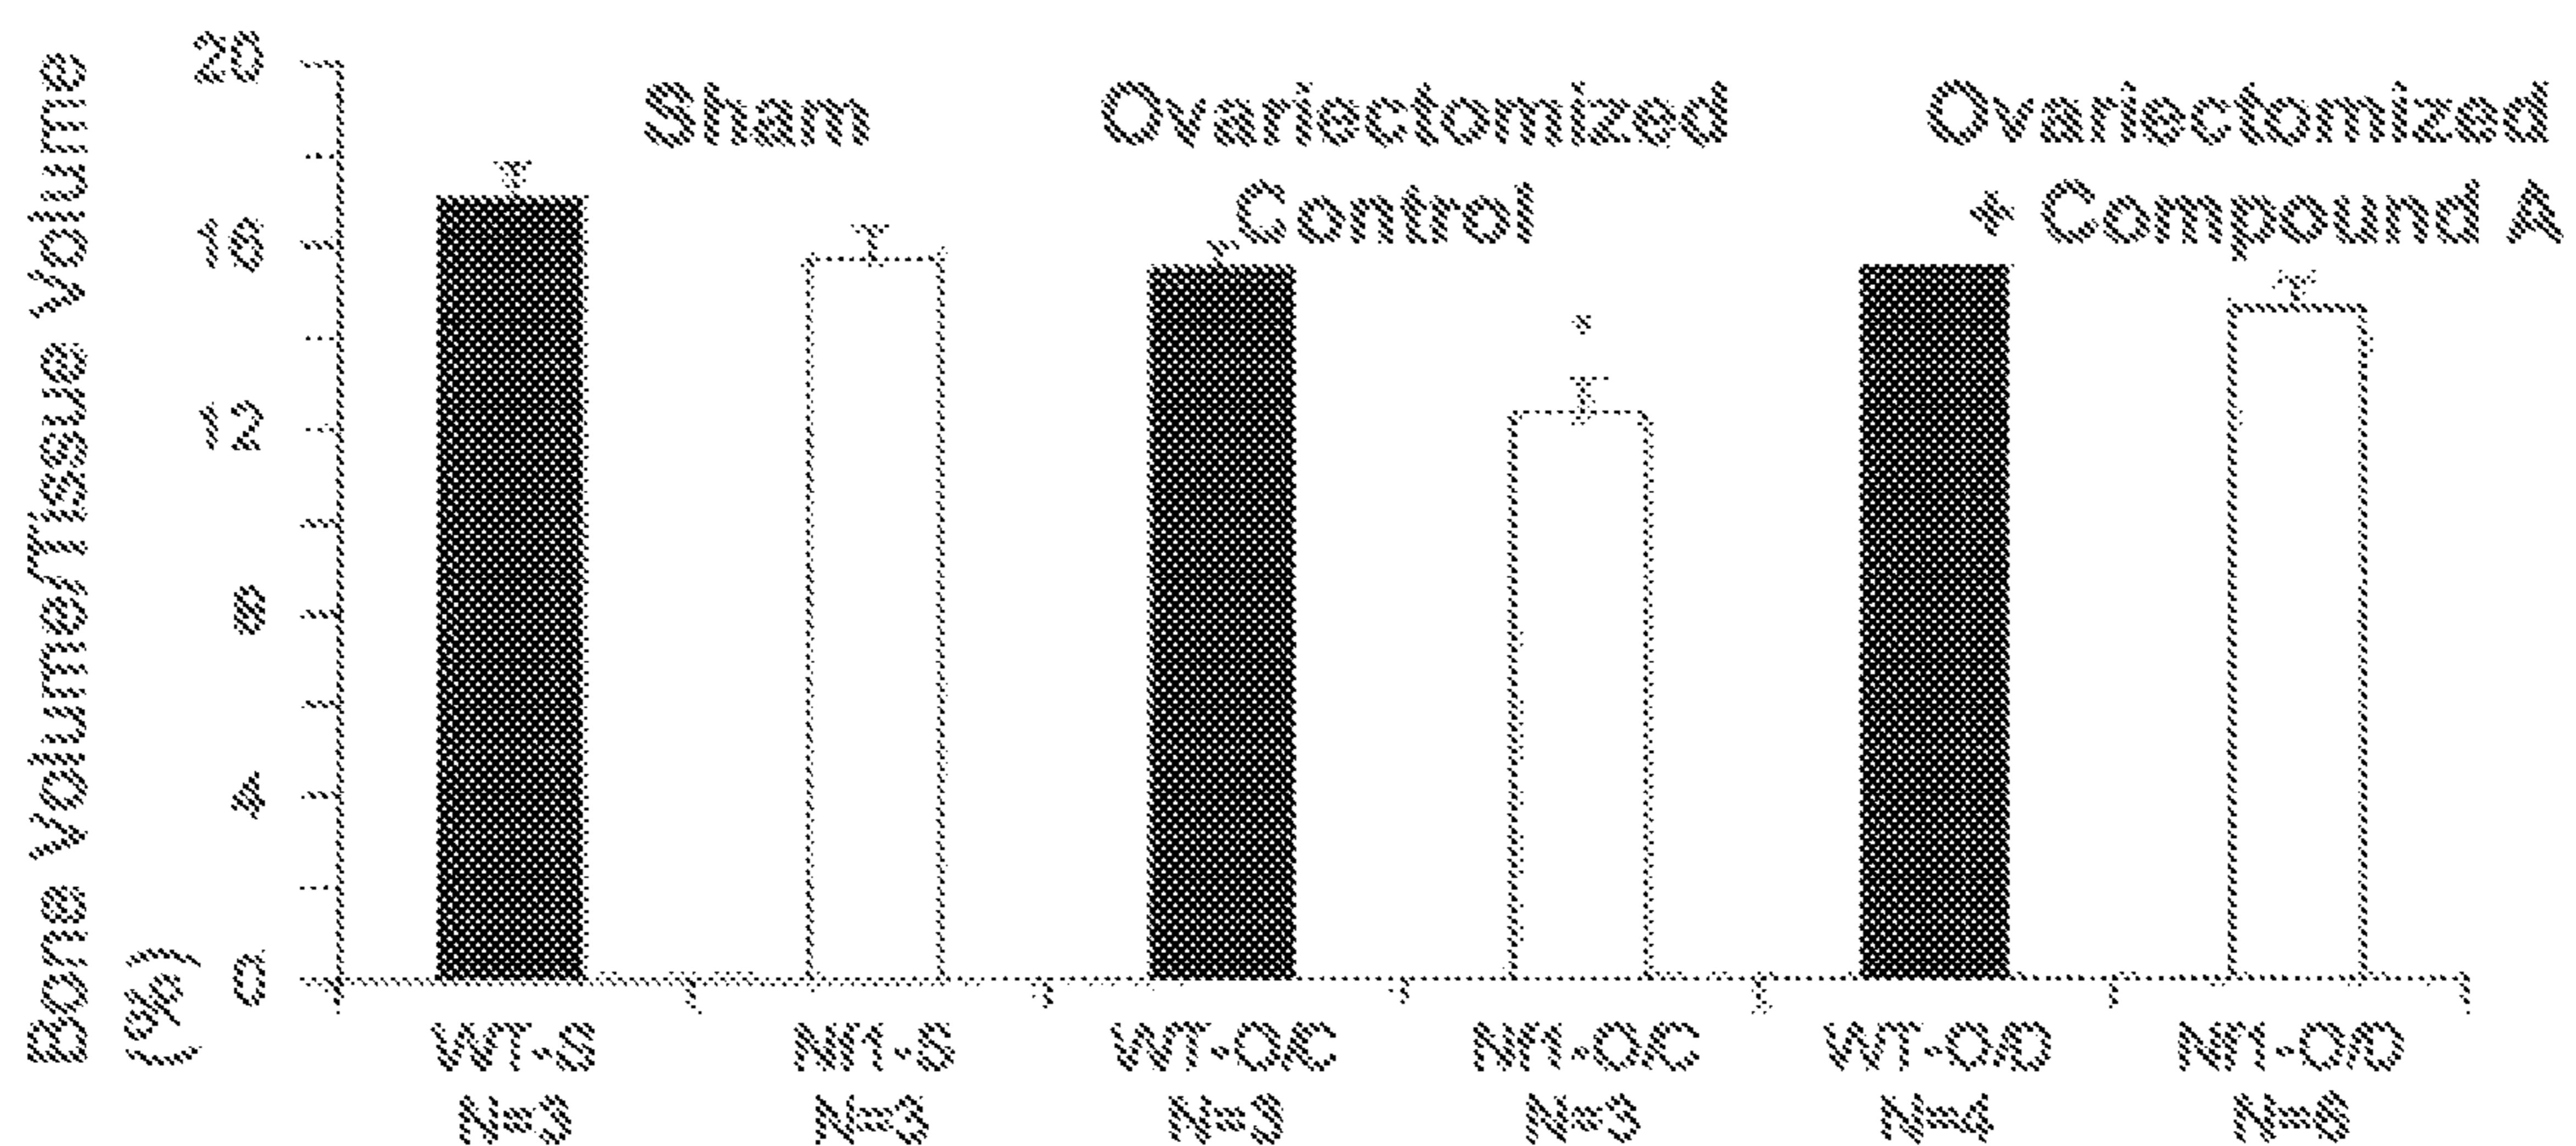 Bone Volume/Tissue Volume
(%)
20
16
12
8
4
0
Sham
Ovariectomized
Control
Ovariectomized
+ Compound A
*
WT-S
N=3
Nf1-S
N=3
WT-O/C
N=3
Nf1-O/C
N=3
WT-O/D
N=4
Nf1-O/D